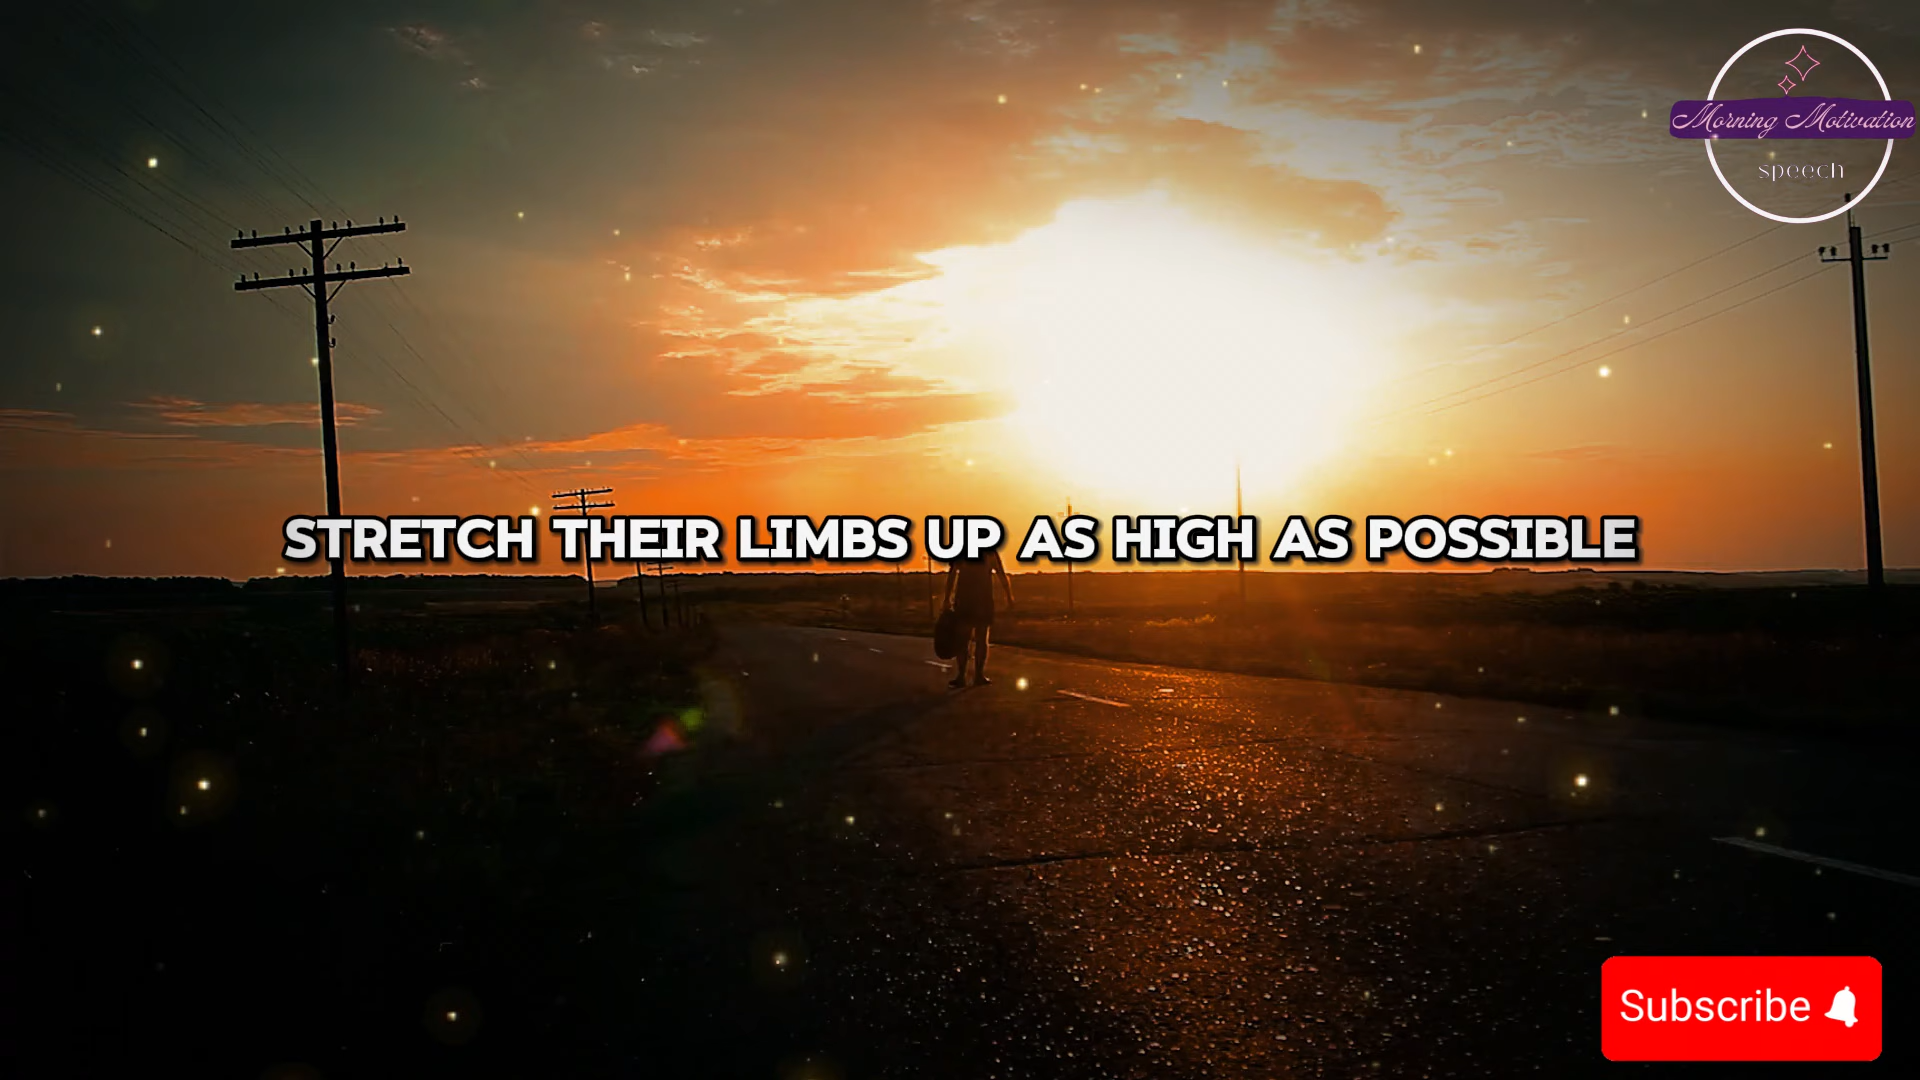 Morning Motivation
speech
STRETCH THEIR LIMBS UP AS HIGH AS POSSIBLE
Subscribe